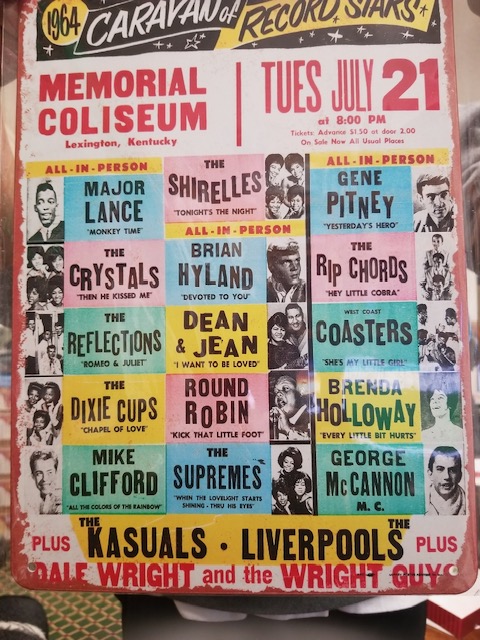 1964 CARAVAN of RECORD STARS
MEMORIAL
COLISEUM
Lexington, Kentucky
TUES JULY 21
at 8:00 PM
Tickets: Advance $1.50 at door 2.00
On Sale Now All Usual Places
ALL-IN-PERSON
MAJOR
LANCE
"MONKEY TIME"
THE
CRYSTALS
"THEN HE KISSED ME"
THE
REFLECTIONS
"ROMEO & JULIET"
THE
DIXIE CUPS
"CHAPEL OF LOVE"
MIKE
CLIFFORD
"ALL THE COLORS OF THE RAINBOW"
THE
SHIRELLES
"TONIGHT'S THE NIGHT"
ALL-IN-PERSON
BRIAN
HYLAND
"DEVOTED TO YOU"
DEAN
& JEAN
"I WANT TO BE LOVED"
ROUND
ROBIN
"KICK THAT LITTLE FOOT"
THE
SUPREMES
"WHEN THE LOVELIGHT STARTS
SHINING - THRU HIS EYES"
ALL-IN-PERSON
GENE
PITNEY
"YESTERDAY'S HERO"
THE
RIP CHORDS
"HEY LITTLE COBRA"
WEST COAST
COASTERS
"SHE'S MY LITTLE GIRL"
BRENDA
HOLLOWAY
"EVERY LITTLE BIT HURTS"
GEORGE
McCANNON
M. C.
PLUS THE KASUALS · THE LIVERPOOLS PLUS
DALE WRIGHT and the WRIGHT GUYS